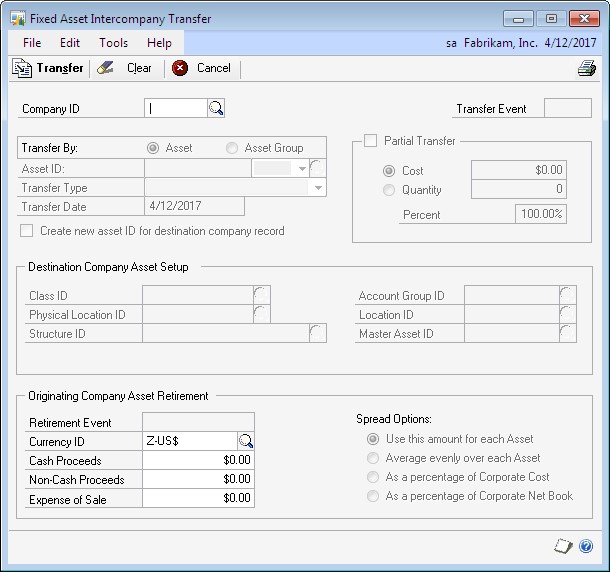 Fixed Asset Intercompany Transfer
File Edit Tools Help sa Fabrikam, Inc. 4/12/2017
Transfer Clear Cancel
Company ID Transfer Event
Transfer By: Asset Asset Group
Asset ID:
Transfer Type
Transfer Date 4/12/2017
Create new asset ID for destination company record
Partial Transfer
Cost $0.00
Quantity 0
Percent 100.00%
Destination Company Asset Setup
Class ID Account Group ID
Physical Location ID Location ID
Structure ID Master Asset ID
Originating Company Asset Retirement
Retirement Event
Currency ID Z-US$
Cash Proceeds $0.00
Non-Cash Proceeds $0.00
Expense of Sale $0.00
Spread Options:
Use this amount for each Asset
Average evenly over each Asset
As a percentage of Corporate Cost
As a percentage of Corporate Net Book